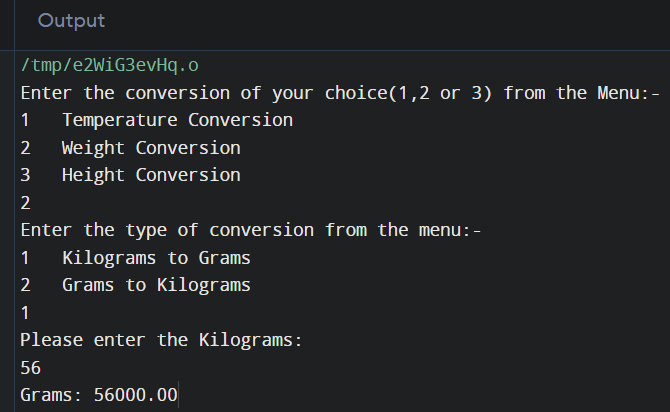 Output
/tmp/e2WiG3evHq.o
Enter the conversion of your choice(1,2 or 3) from the Menu:-
1   Temperature Conversion
2   Weight Conversion
3   Height Conversion
2
Enter the type of conversion from the menu:-
1   Kilograms to Grams
2   Grams to Kilograms
1
Please enter the Kilograms:
56
Grams: 56000.00